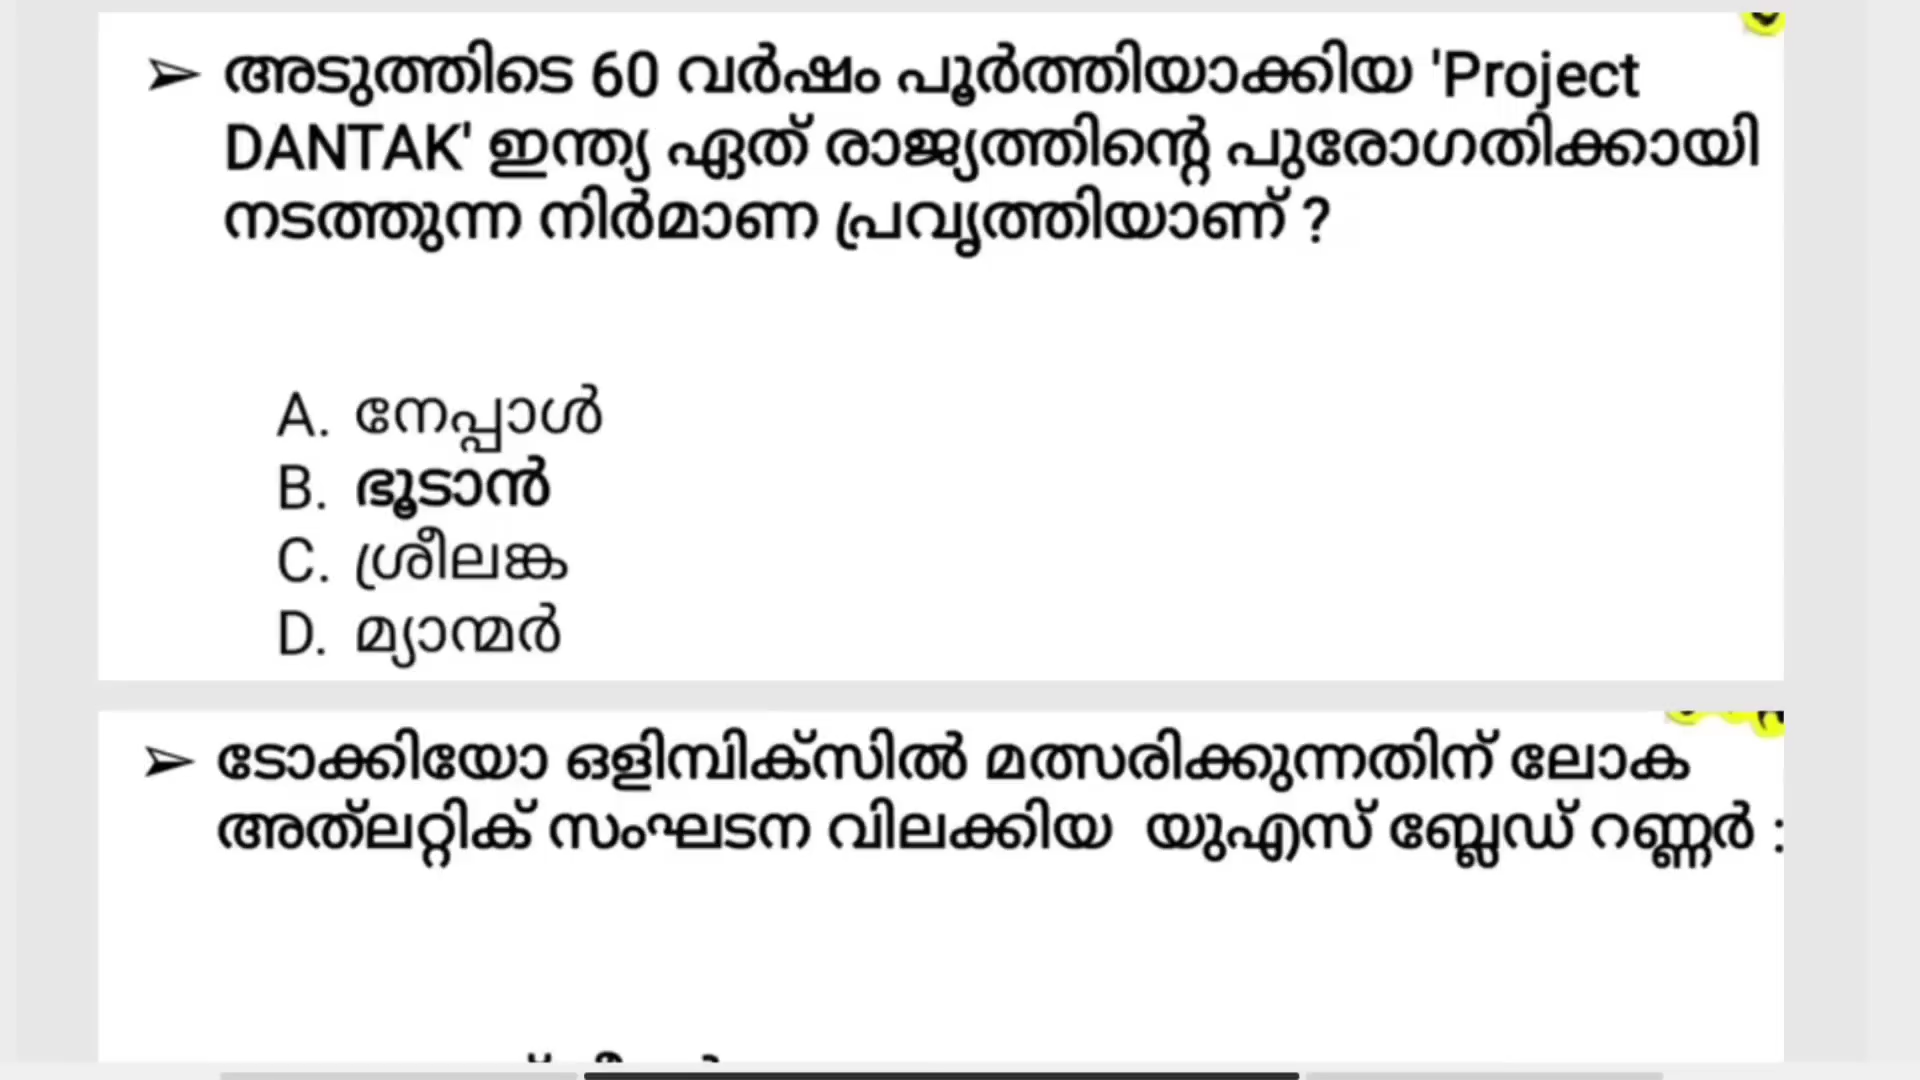 ➢ അടുത്തിടെ 60 വർഷം പൂർത്തിയാക്കിയ 'Project
DANTAK' ഇന്ത്യ ഏത് രാജ്യത്തിന്റെ പുരോഗതിക്കായി
നടത്തുന്ന നിർമാണ പ്രവൃത്തിയാണ് ?
A. നേപ്പാൾ
B. ഭൂടാൻ
C. ശ്രീലങ്ക
D. മ്യാന്മർ
➢ ടോക്കിയോ ഒളിമ്പിക്സിൽ മത്സരിക്കുന്നതിന് ലോക
അത്‌ലറ്റിക് സംഘടന വിലക്കിയ യുഎസ് ബ്ലേഡ് റണ്ണർ :